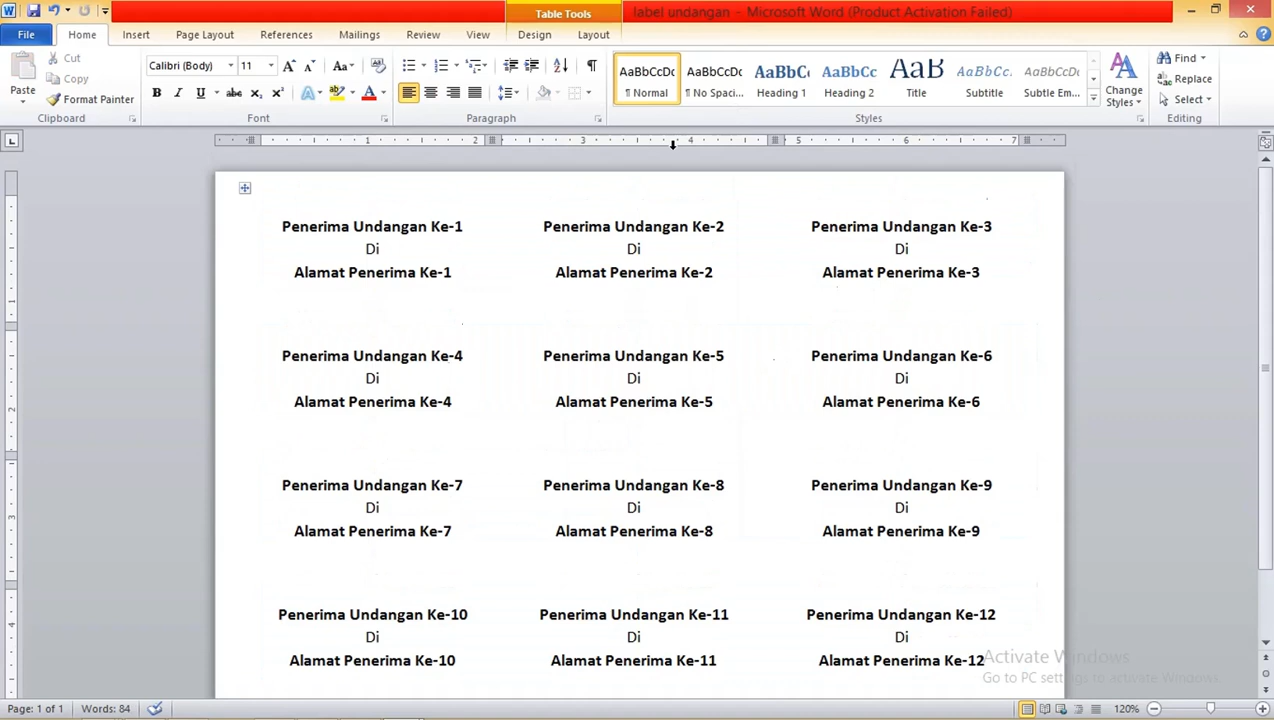 Table Tools
label undangan - Microsoft Word (Product Activation Failed)
File Home Insert Page Layout References Mailings Review View Design Layout
Paste
Cut
Copy
Format Painter
Clipboard
Calibri (Body) 11
Font
Paragraph
AaBbCcDc AaBbCcDc AaBbCc AaBbCc AaB AaBbCcD AaBbCcDc
¶ Normal ¶ No Spaci... Heading 1 Heading 2 Title Subtitle Subtle Em...
Change
Styles
Styles
Find
Replace
Select
Editing
1 2 3 4 5 6 7
Penerima Undangan Ke-1 Penerima Undangan Ke-2 Penerima Undangan Ke-3
Di Di Di
Alamat Penerima Ke-1 Alamat Penerima Ke-2 Alamat Penerima Ke-3
Penerima Undangan Ke-4 Penerima Undangan Ke-5 Penerima Undangan Ke-6
Di Di Di
Alamat Penerima Ke-4 Alamat Penerima Ke-5 Alamat Penerima Ke-6
Penerima Undangan Ke-7 Penerima Undangan Ke-8 Penerima Undangan Ke-9
Di Di Di
Alamat Penerima Ke-7 Alamat Penerima Ke-8 Alamat Penerima Ke-9
Penerima Undangan Ke-10 Penerima Undangan Ke-11 Penerima Undangan Ke-12
Di Di Di
Alamat Penerima Ke-10 Alamat Penerima Ke-11 Alamat Penerima Ke-12
Activate Windows
Go to PC settings to activate Windows.
Page: 1 of 1 Words: 84 120%